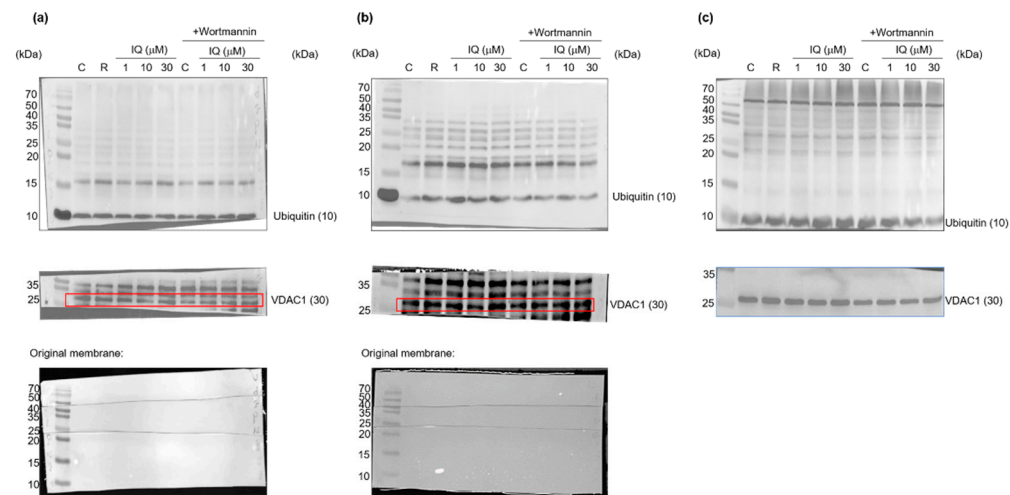 (a)
+Wortmannin
IQ (μM) IQ (μM)
(kDa) (kDa)
C R 1 10 30 C 1 10 30
70
50
40
35
25
20
15
10
Ubiquitin (10)
35
25
VDAC1 (30)
Original membrane:
70
50
40
35
25
20
15
10
(b)
+Wortmannin
IQ (μM) IQ (μM)
(kDa) (kDa)
C R 1 10 30 C 1 10 30
70
50
40
35
25
20
15
10
Ubiquitin (10)
35
25
VDAC1 (30)
Original membrane:
70
50
40
35
25
20
15
10
(c)
+Wortmannin
IQ (μM) IQ (μM)
(kDa) (kDa)
C R 1 10 30 C 1 10 30
70
50
40
35
25
20
15
10
Ubiquitin (10)
35
25
VDAC1 (30)